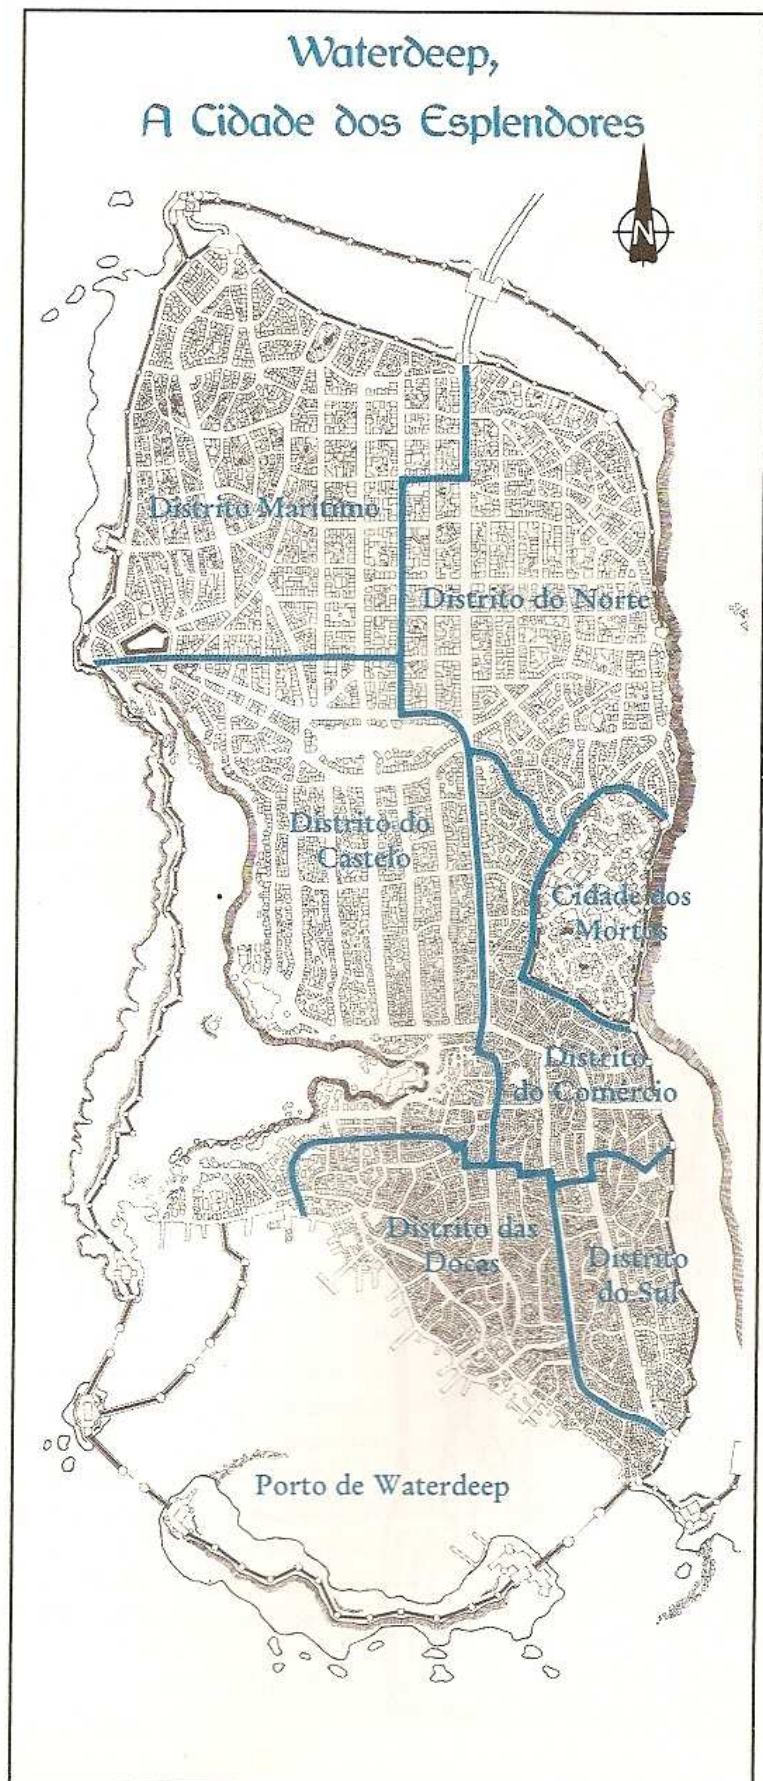 Waterdeep,
A Cidade dos Esplendores
N
Distrito Marítimo
Distrito do Norte
Distrito do
Castelo
Cidade dos
Mortos
Distrito
do Comércio
Distrito das
Docas
Distrito
do Sul
Porto de Waterdeep